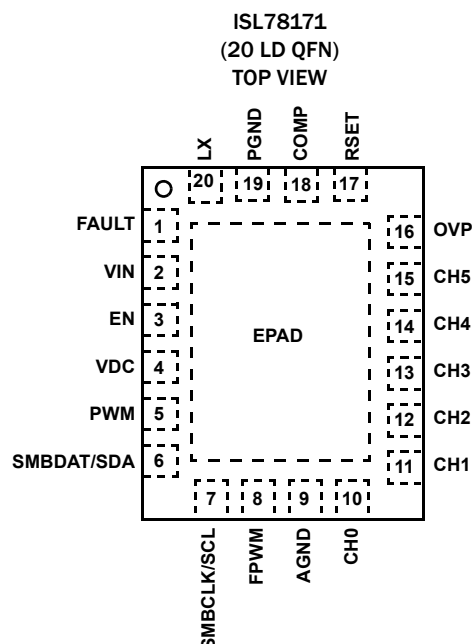 ISL78171
(20 LD QFN)
TOP VIEW
LX
PGND
COMP
RSET
20
19
18
17
FAULT
1
VIN
2
EN
3
VDC
4
PWM
5
SMBDAT/SDA
6
EPAD
16
OVP
15
CH5
14
CH4
13
CH3
12
CH2
11
CH1
7
8
9
10
SMBCLK/SCL
FPWM
AGND
CH0